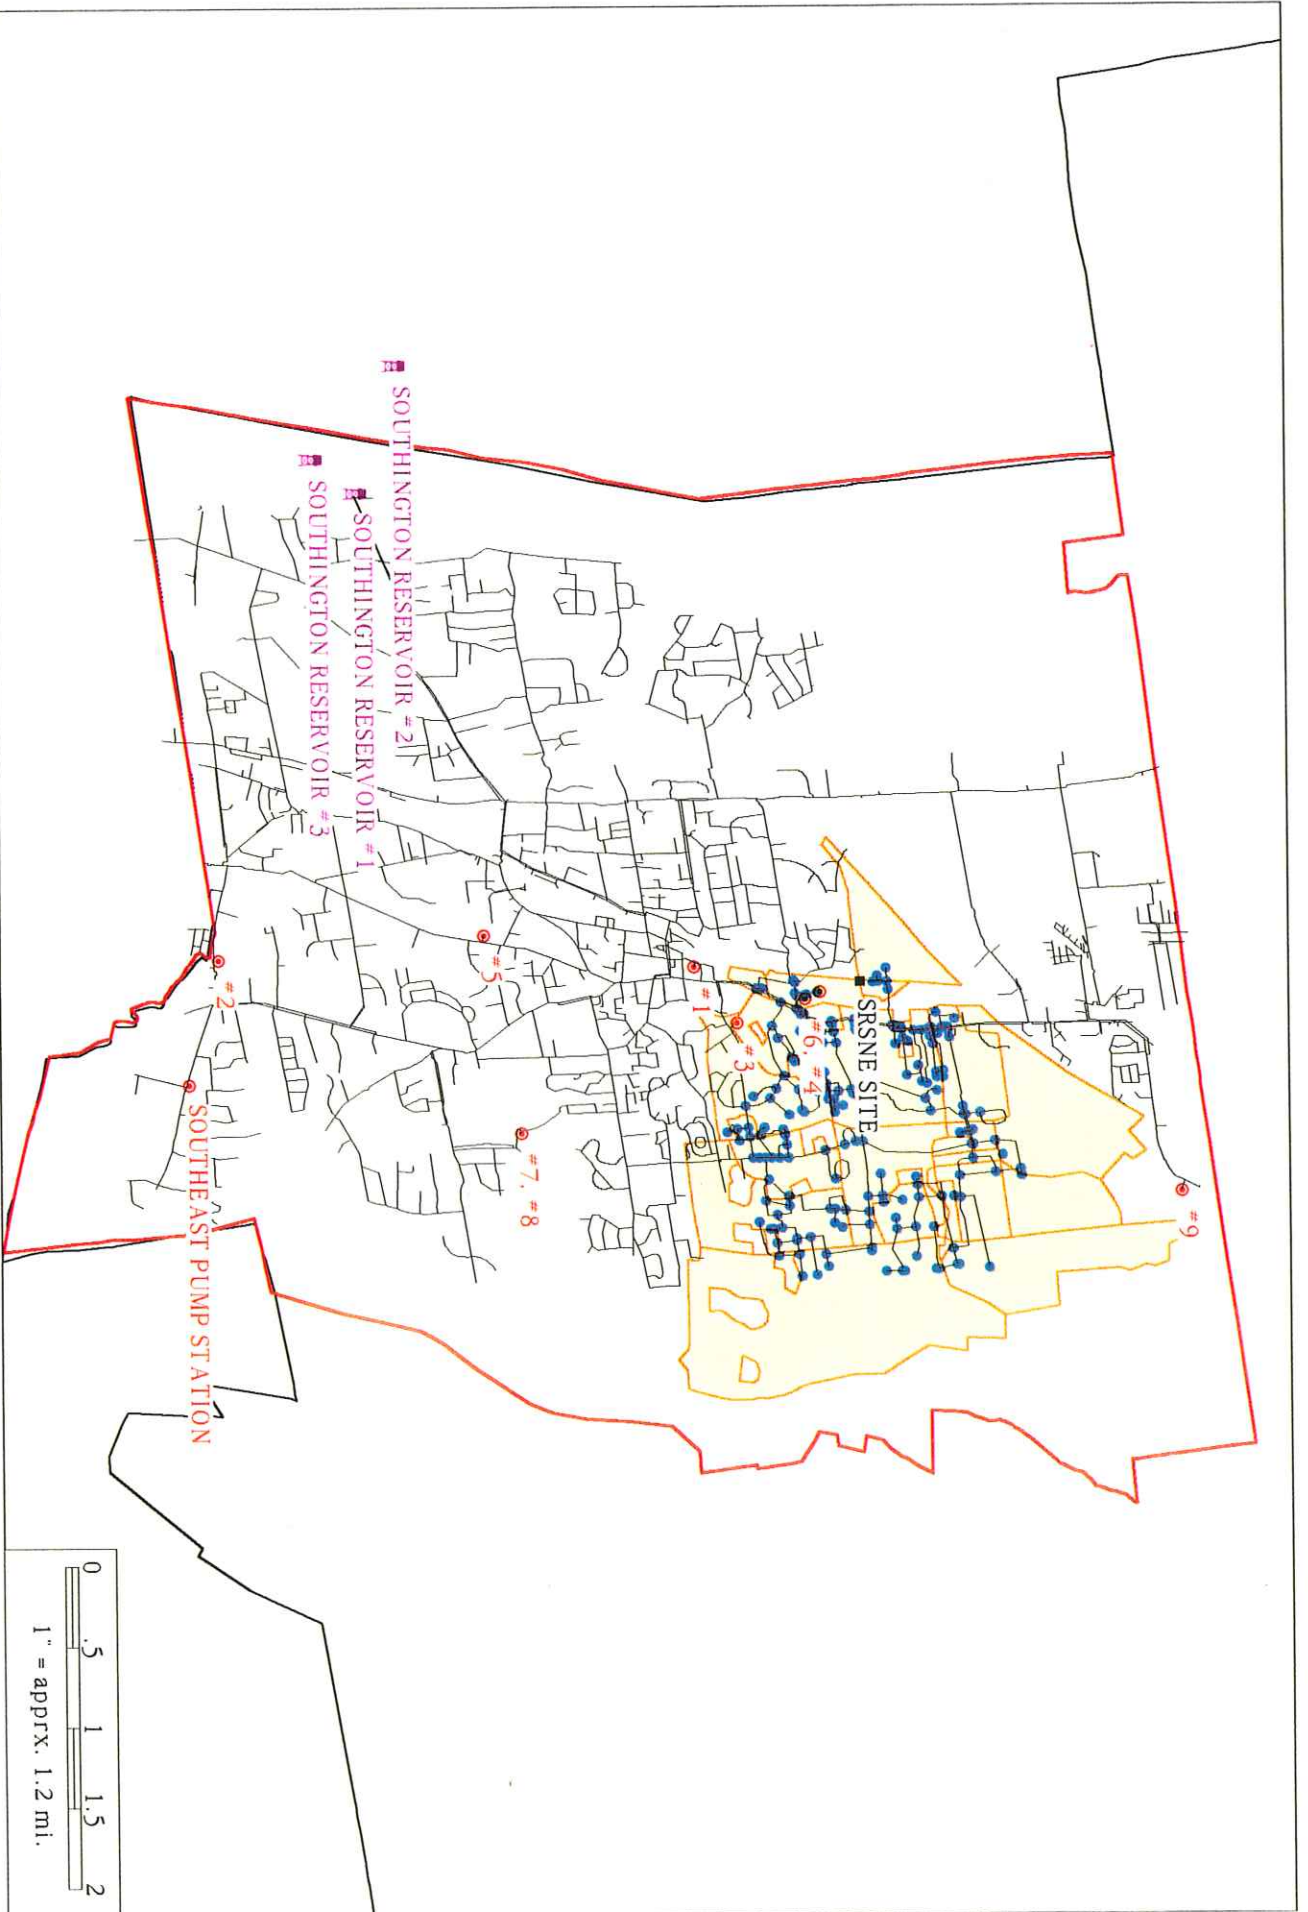 SOUTHINGTON RESERVOIR #2
SOUTHINGTON RESERVOIR #1
SOUTHINGTON RESERVOIR #3
#9
SRSNE SITE
#6, #4
#3
#1
#7, #8
#5
#2
SOUTHEAST PUMP STATION
0 .5 1 1.5 2
1" = apprx. 1.2 mi.